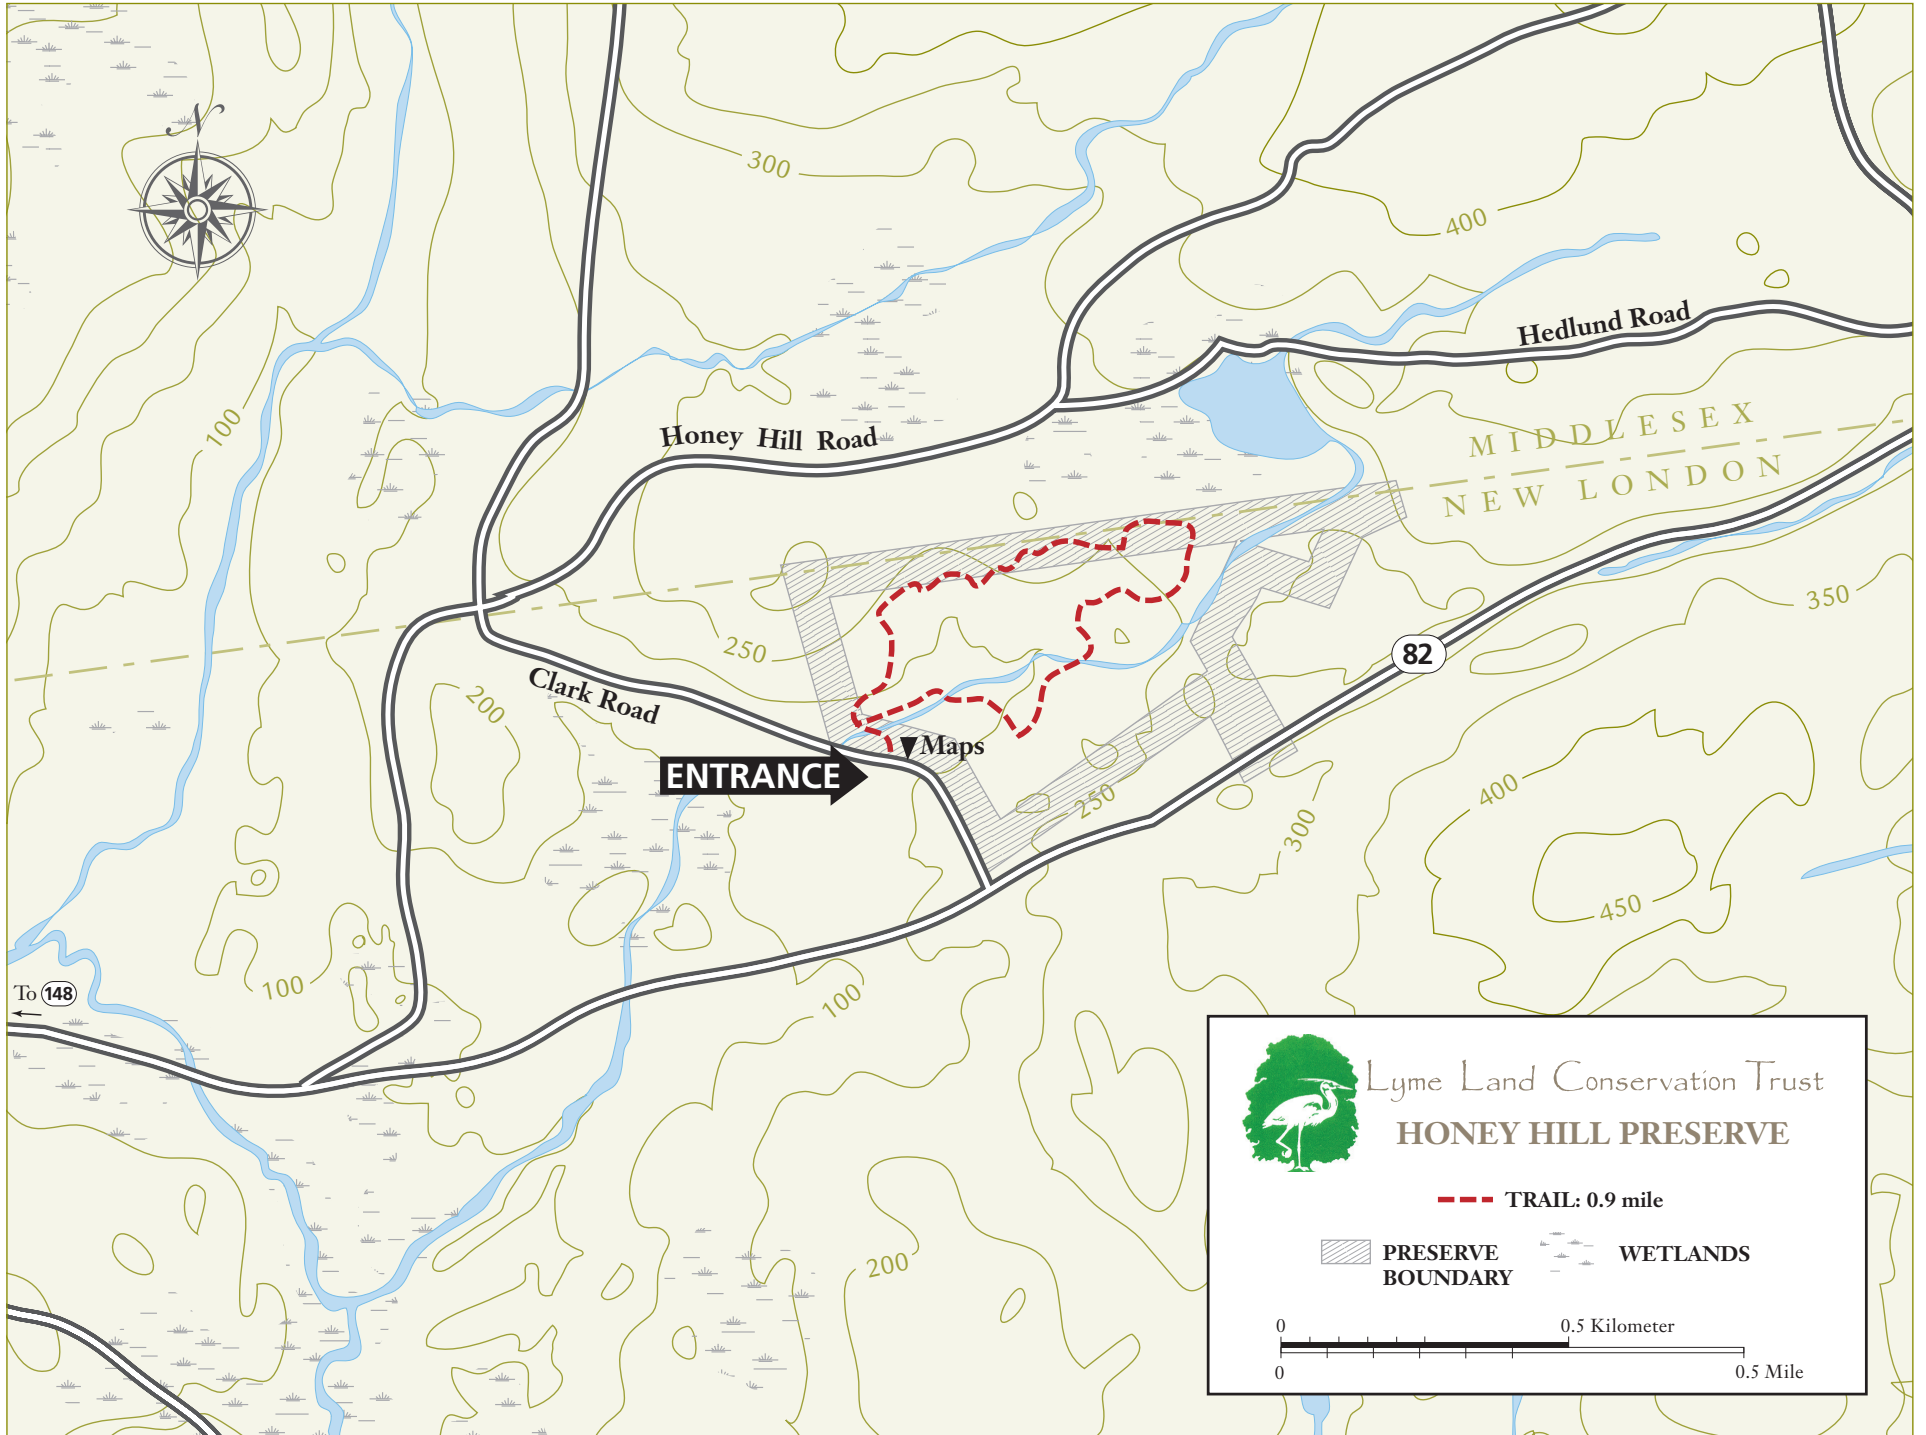 N
300
400
Hedlund Road
100
Honey Hill Road
MIDDLESEX
NEW LONDON
350
250
82
Clark Road
200
Maps
ENTRANCE
250
400
300
450
100
To 148
100
200
Lyme Land Conservation Trust
HONEY HILL PRESERVE
TRAIL: 0.9 mile
PRESERVE
BOUNDARY
WETLANDS
0 0.5 Kilometer
0 0.5 Mile